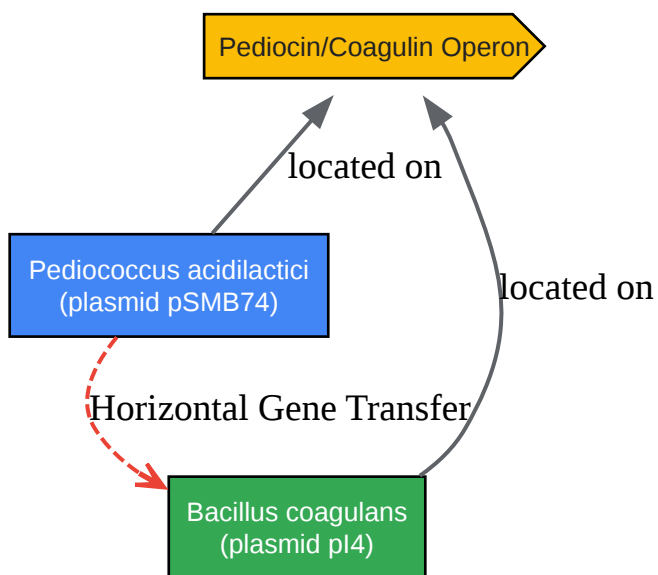 Pediocin/Coagulin Operon
located on
Pediococcus acidilactici
(plasmid pSMB74)
located on
Horizontal Gene Transfer
Bacillus coagulans
(plasmid pI4)